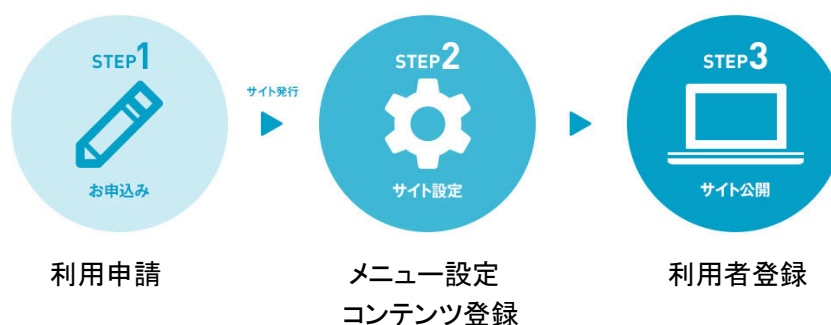 STEP1
お申込み
サイト発行
STEP2
サイト設定
STEP3
サイト公開
利用申請
メニュー設定
コンテンツ登録
利用者登録